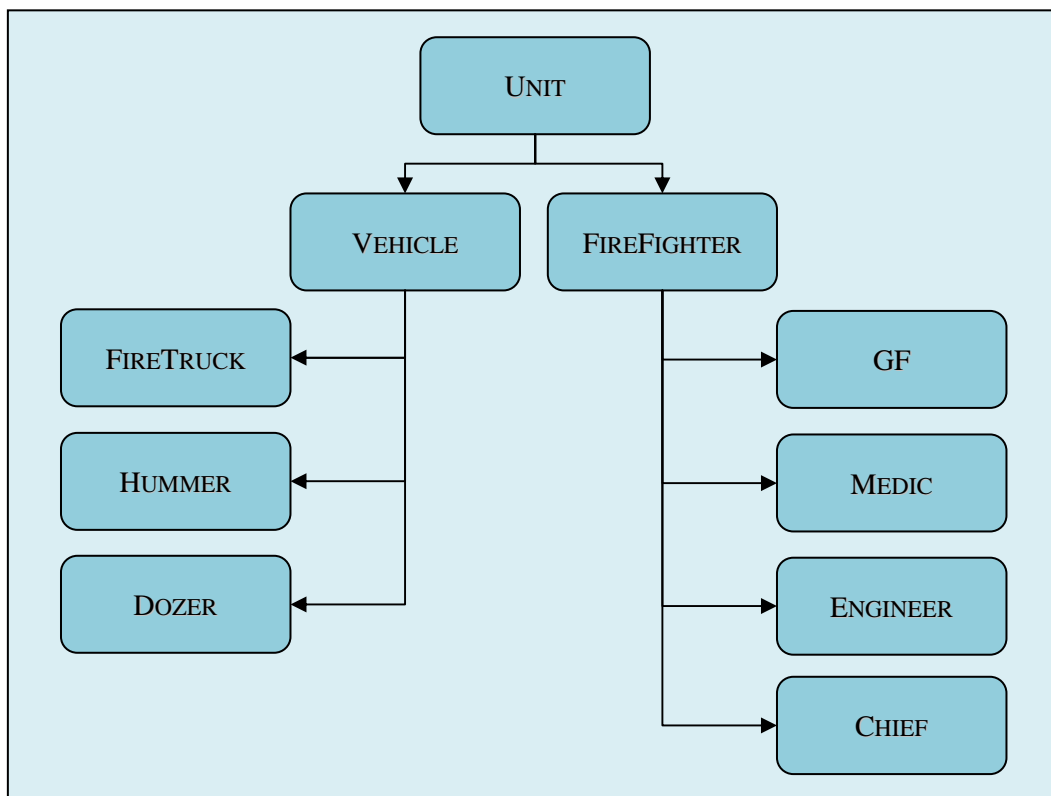 UNIT
VEHICLE
FIREFIGHTER
FIRETRUCK
HUMMER
DOZER
GF
MEDIC
ENGINEER
CHIEF